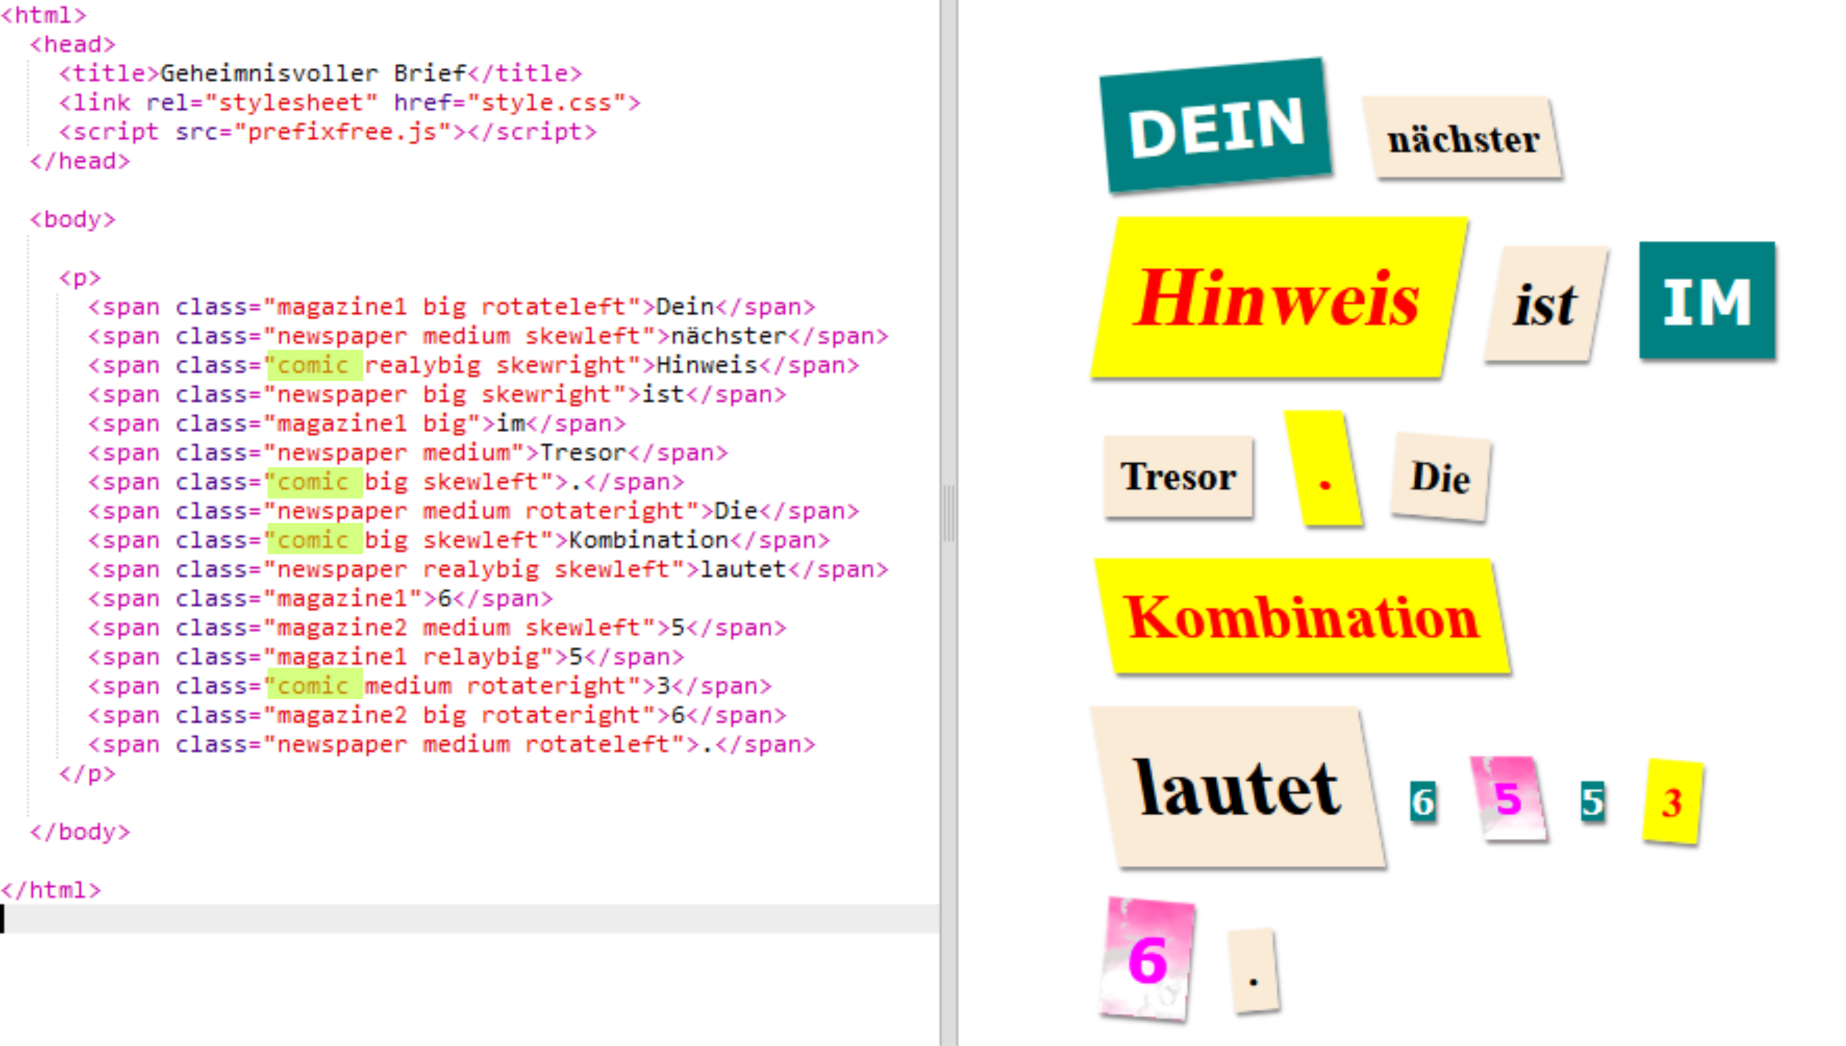 <html>
<head>
<title>Geheimnisvoller Brief</title>
<link rel="stylesheet" href="style.css">
<script src="prefixfree.js"></script>
</head>
<body>
<p>
<span class="magazine1 big rotateleft">Dein</span>
<span class="newspaper medium skewleft">nächster</span>
<span class="comic realybig skewright">Hinweis</span>
<span class="newspaper big skewright">ist</span>
<span class="magazine1 big">im</span>
<span class="newspaper medium">Tresor</span>
<span class="comic big skewleft">.</span>
<span class="newspaper medium rotateright">Die</span>
<span class="comic big skewleft">Kombination</span>
<span class="newspaper realybig skewleft">lautet</span>
<span class="magazine1">6</span>
<span class="magazine2 medium skewleft">5</span>
<span class="magazine1 relaybig">5</span>
<span class="comic medium rotateright">3</span>
<span class="magazine2 big rotateright">6</span>
<span class="newspaper medium rotateleft">.</span>
</p>
</body>
</html>
DEIN nächster
Hinweis ist IM
Tresor . Die
Kombination
lautet 6 5 5 3
6 .